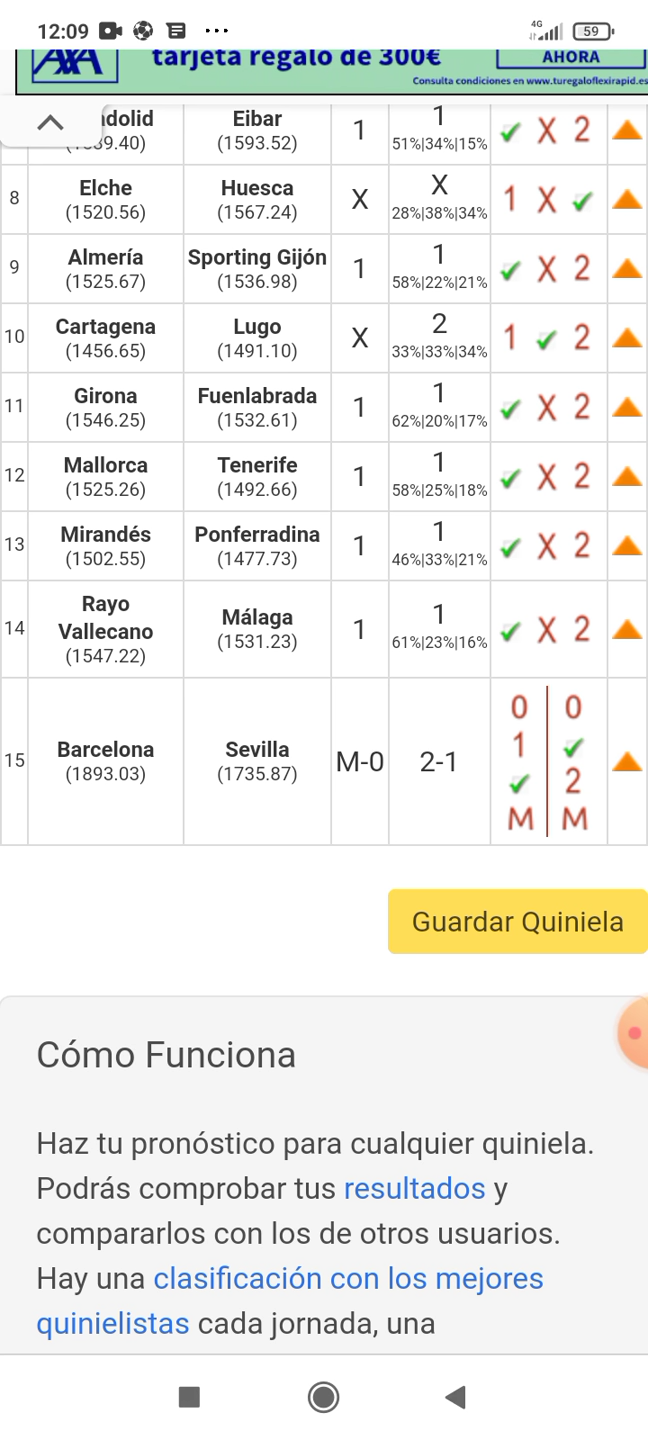 12:09 ... 4G 59
AXA tarjeta regalo de 300€ AHORA
Consulta condiciones en www.turegaloflexirapid.es
Eibar 1 1
(1593.52) 51%|34%|15% X 2
8 Elche Huesca X X 1 X
(1520.56) (1567.24) 28%|38%|34%
9 Almería Sporting Gijón 1 1 X 2
(1525.67) (1536.98) 58%|22%|21%
10 Cartagena Lugo X 2 1 2
(1456.65) (1491.10) 33%|33%|34%
11 Girona Fuenlabrada 1 1 X 2
(1546.25) (1532.61) 62%|20%|17%
12 Mallorca Tenerife 1 1 X 2
(1525.26) (1492.66) 58%|25%|18%
13 Mirandés Ponferradina 1 1 X 2
(1502.55) (1477.73) 46%|33%|21%
14 Rayo Vallecano Málaga 1 1 X 2
(1547.22) (1531.23) 61%|23%|16%
15 Barcelona Sevilla M-0 2-1
(1893.03) (1735.87)
0 0
1
2
M M
Guardar Quiniela
Cómo Funciona
Haz tu pronóstico para cualquier quiniela.
Podrás comprobar tus resultados y
compararlos con los de otros usuarios.
Hay una clasificación con los mejores
quinielistas cada jornada, una